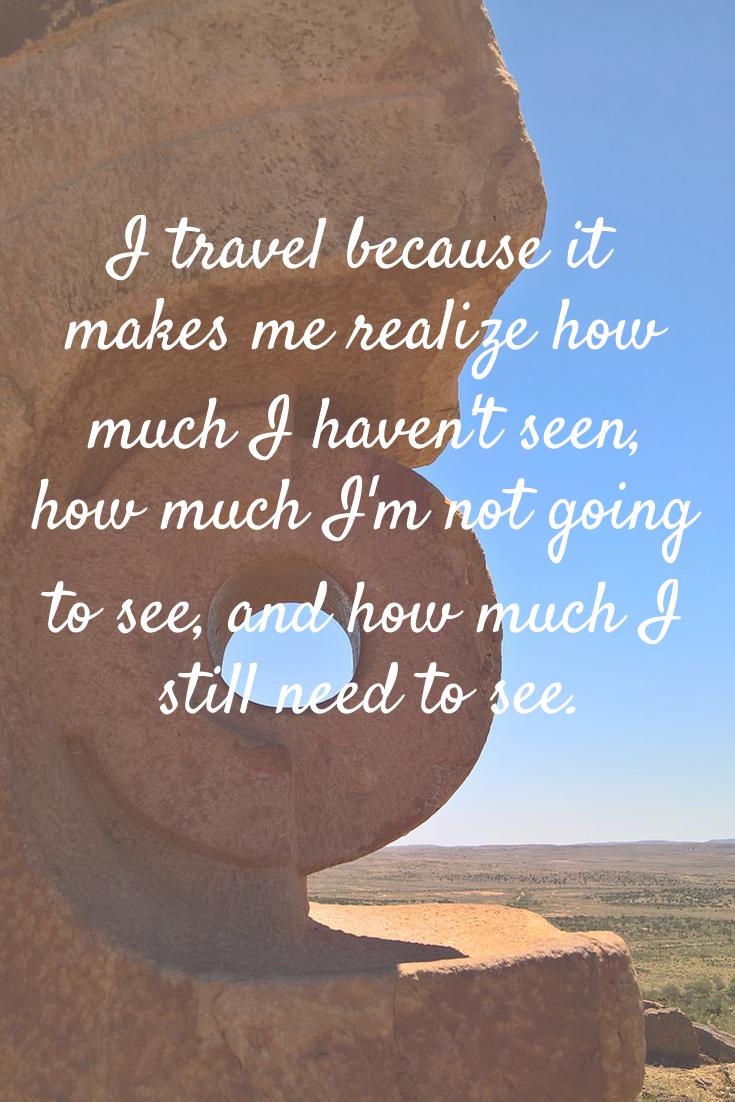 I travel because it
makes me realize how
much I haven't seen,
how much I'm not going
to see, and how much I
still need to see.